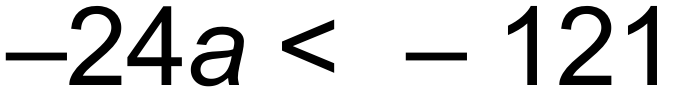 –24a < – 121